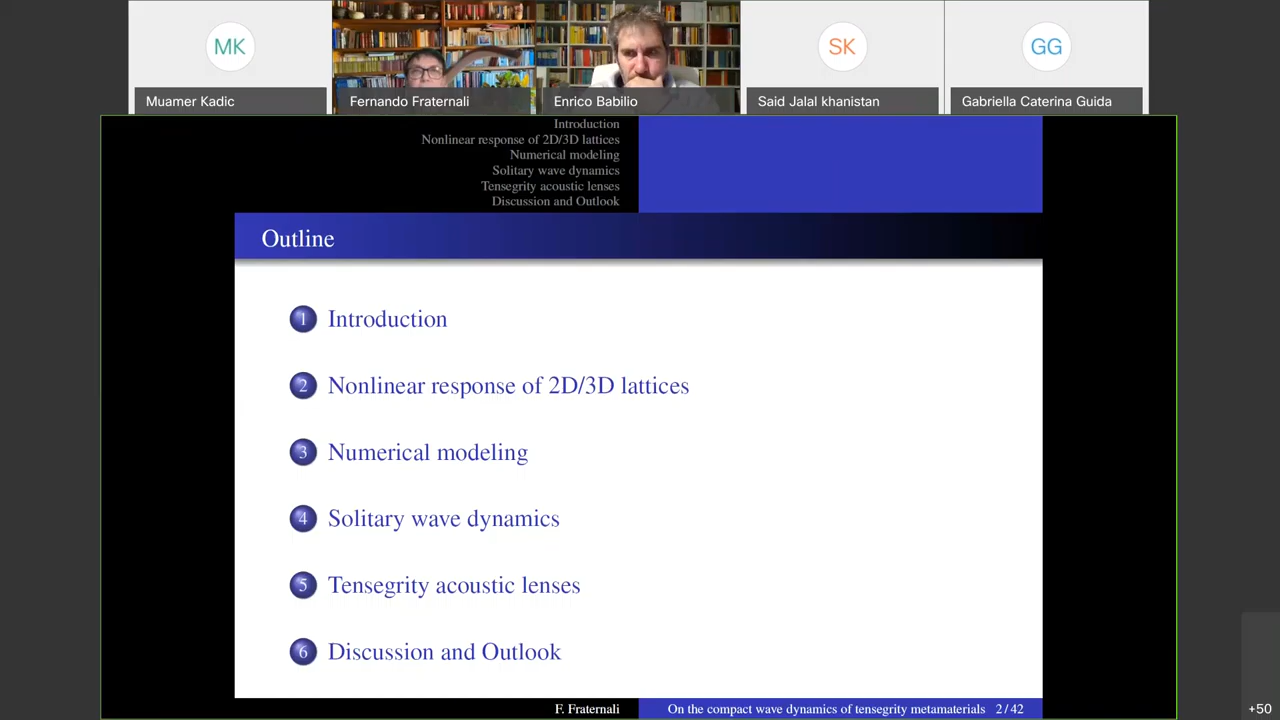 MK
SK
GG
Muamer Kadic
Fernando Fraternali
Enrico Babilio
Said Jalal khanistan
Gabriella Caterina Guida
Introduction
Nonlinear response of 2D/3D lattices
Numerical modeling
Solitary wave dynamics
Tensegrity acoustic lenses
Discussion and Outlook
Outline
1 Introduction
2 Nonlinear response of 2D/3D lattices
3 Numerical modeling
4 Solitary wave dynamics
5 Tensegrity acoustic lenses
6 Discussion and Outlook
F. Fraternali
On the compact wave dynamics of tensegrity metamaterials 2 / 42
+50